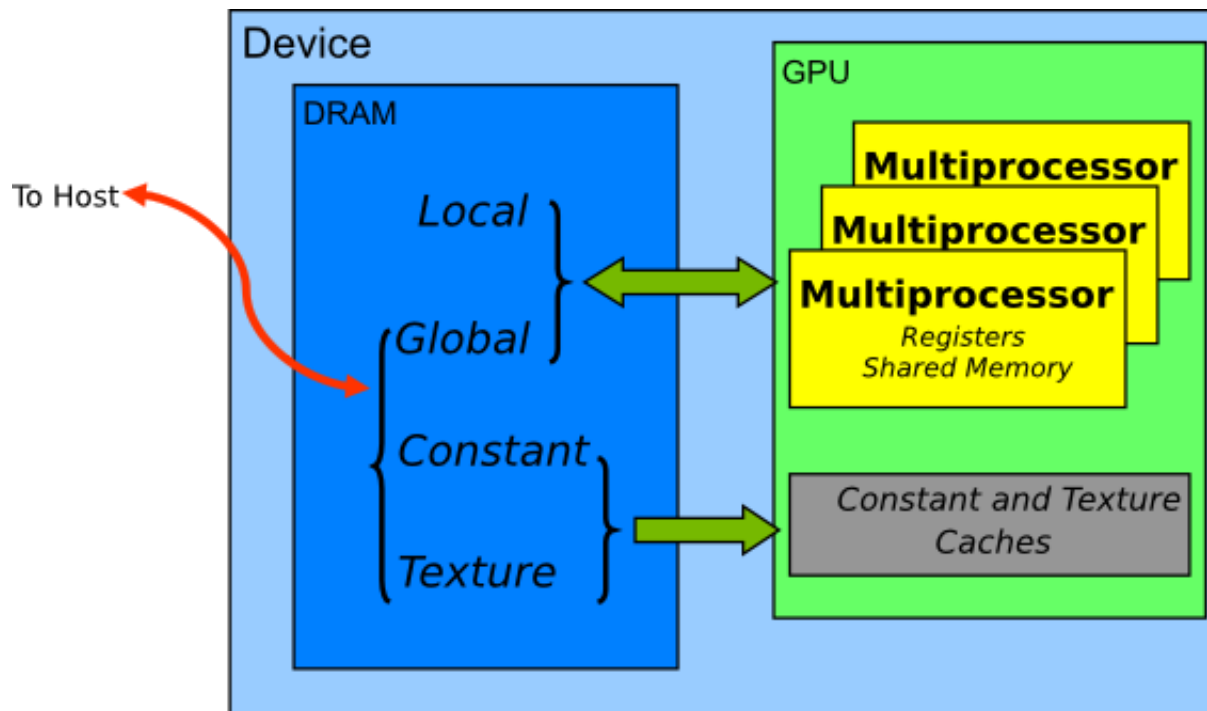 Device
DRAM
To Host
Local
Global
Constant
Texture
GPU
Multiprocessor
Multiprocessor
Multiprocessor
Registers
Shared Memory
Constant and Texture
Caches